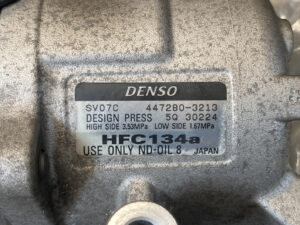 DENSO
SV07C 447280-3213
DESIGN PRESS 5Q 30224
HIGH SIDE 3.53MPa LOW SIDE 1.67MPa
HFC134a
USE ONLY ND-OIL 8 JAPAN